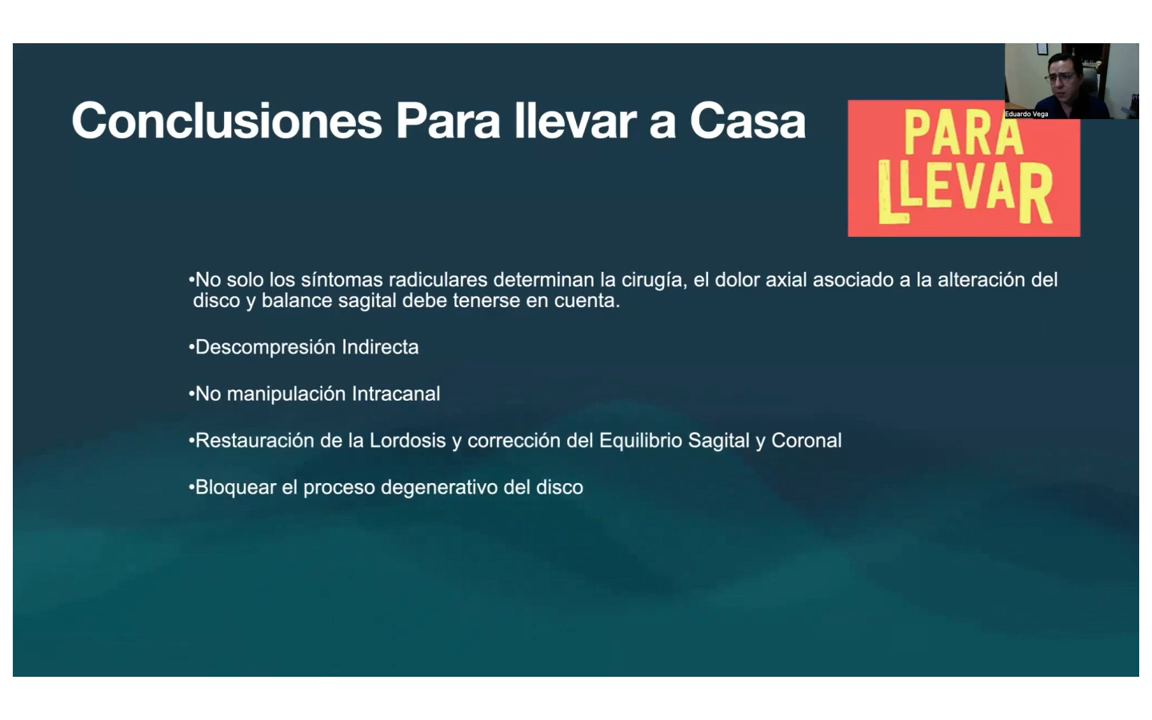 Conclusiones Para llevar a Casa
Eduardo Vega
PARA
LLEVAR
•No solo los síntomas radiculares determinan la cirugía, el dolor axial asociado a la alteración del
disco y balance sagital debe tenerse en cuenta.
•Descompresión Indirecta
•No manipulación Intracanal
•Restauración de la Lordosis y corrección del Equilibrio Sagital y Coronal
•Bloquear el proceso degenerativo del disco